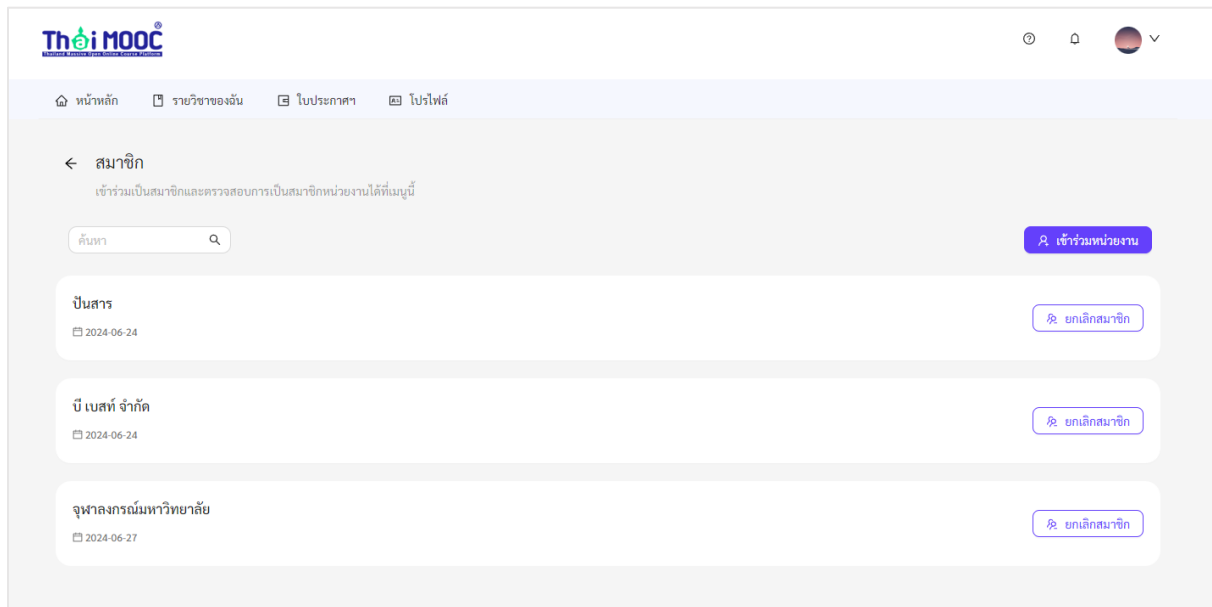 Thai MOOC
Thailand Massive Open Online Course Platform
หน้าหลัก รายวิชาของฉัน ใบประกาศฯ โปรไฟล์
สมาชิก
เข้าร่วมเป็นสมาชิกและตรวจสอบการเป็นสมาชิกหน่วยงานได้ที่เมนูนี้
ค้นหา เข้าร่วมหน่วยงาน
ปันสาร
2024-06-24
ยกเลิกสมาชิก
บี เบสท์ จำกัด
2024-06-24
ยกเลิกสมาชิก
จุฬาลงกรณ์มหาวิทยาลัย
2024-06-27
ยกเลิกสมาชิก